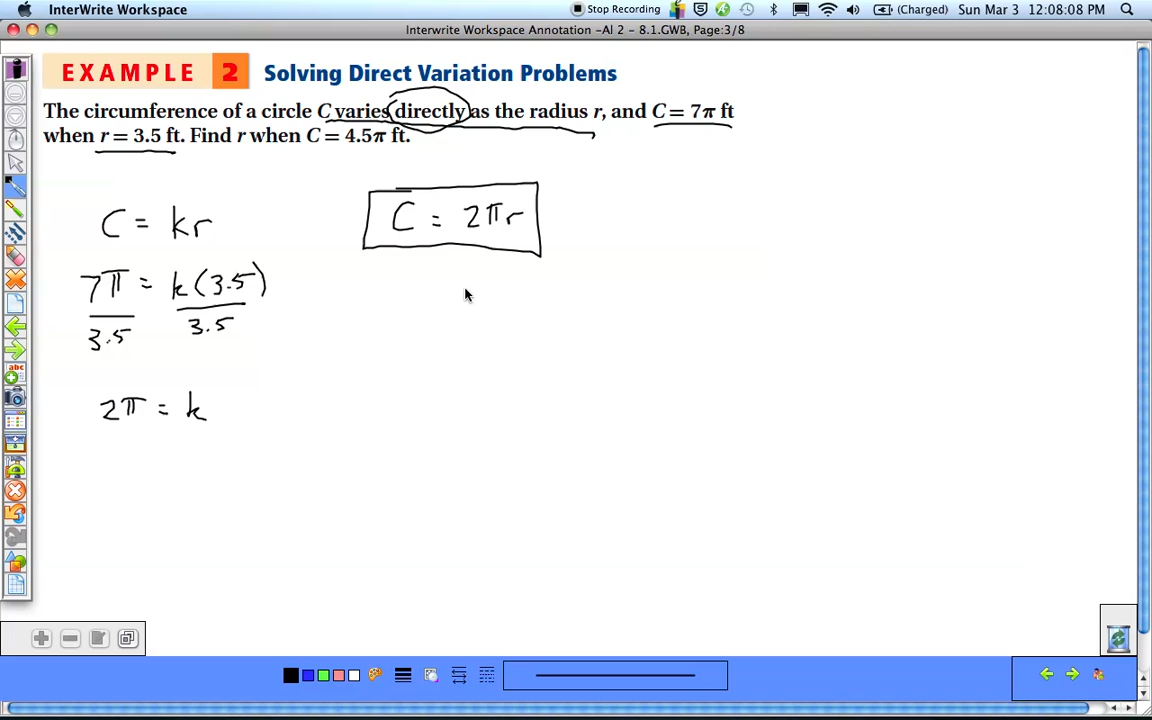 InterWrite Workspace
Stop Recording
(Charged) Sun Mar 3 12:08:08 PM
Interwrite Workspace Annotation -Al 2 - 8.1.GWB, Page:3/8
EXAMPLE 2 Solving Direct Variation Problems
The circumference of a circle C varies directly as the radius r, and C = 7π ft
when r = 3.5 ft. Find r when C = 4.5π ft.
C = kr
C = 2πr
7π = k(3.5)
3.5 3.5
2π = k
abc